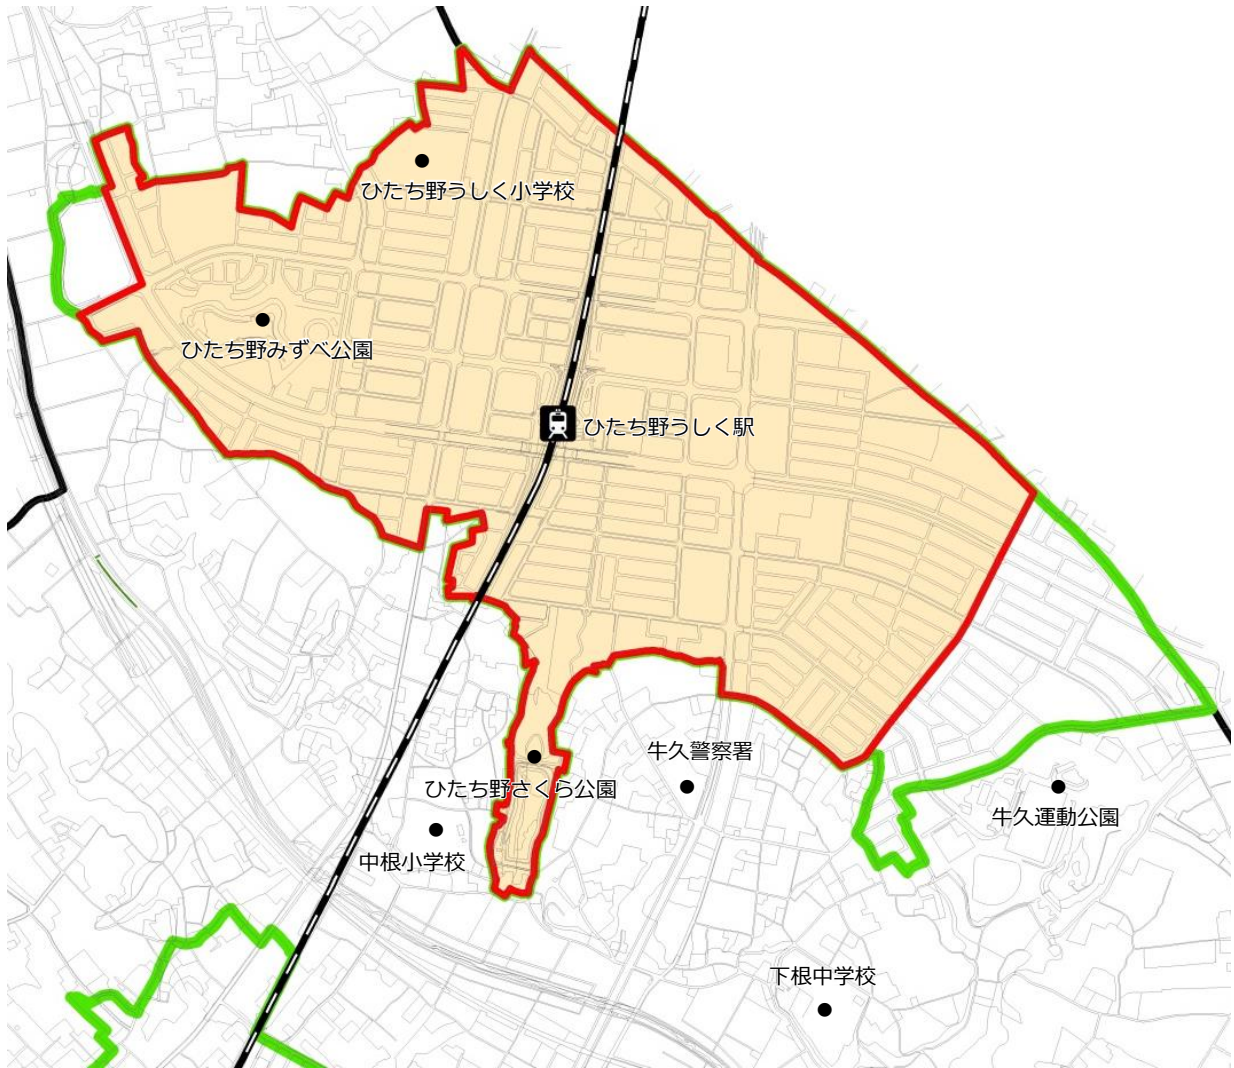 ひたち野うしく小学校
ひたち野みずべ公園
ひたち野うしく駅
牛久警察署
ひたち野さくら公園
牛久運動公園
中根小学校
下根中学校